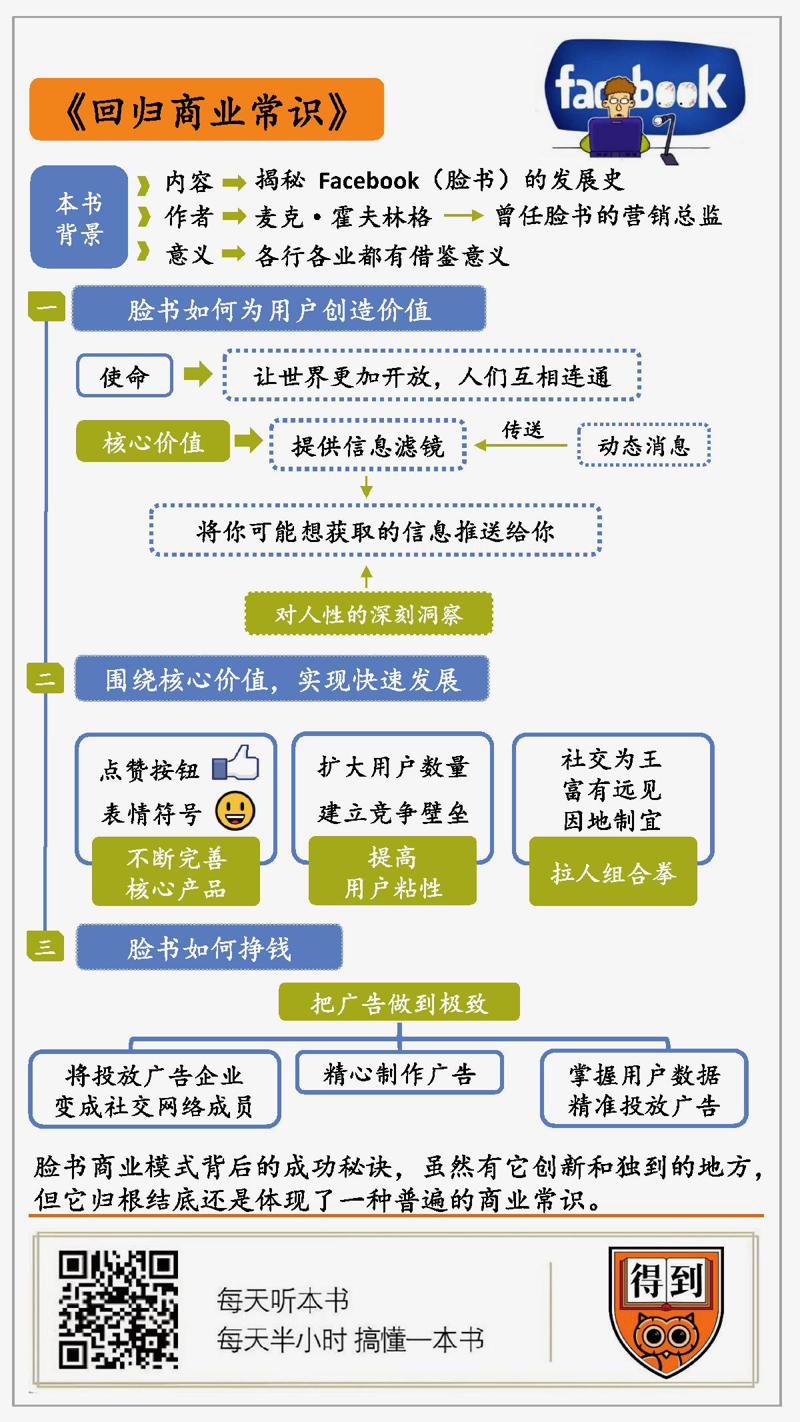 facebook
《回归商业常识》
本书
背景
内容
揭秘 Facebook（脸书）的发展史
作者
麦克·霍夫林格
曾任脸书的营销总监
意义
各行各业都有借鉴意义
一
脸书如何为用户创造价值
使命
让世界更加开放，人们互相连通
核心价值
提供信息滤镜
传送
动态消息
将你可能想获取的信息推送给你
对人性的深刻洞察
二
围绕核心价值，实现快速发展
点赞按钮
表情符号
不断完善
核心产品
扩大用户数量
建立竞争壁垒
提高
用户粘性
社交为王
富有远见
因地制宜
拉人组合拳
三
脸书如何挣钱
把广告做到极致
将投放广告企业
变成社交网络成员
精心制作广告
掌握用户数据
精准投放广告
脸书商业模式背后的成功秘诀，虽然有它创新和独到的地方，
但它归根结底还是体现了一种普遍的商业常识。
每天听本书
每天半小时 搞懂一本书
得到